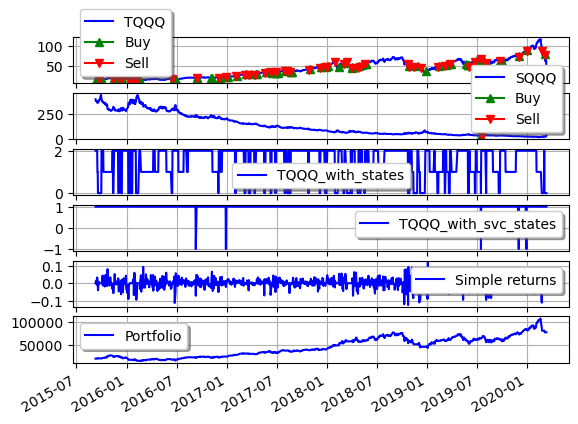 TQQQ
Buy
Sell
100
50
SQQQ
Buy
Sell
250
0
2
0
TQQQ_with_states
1
−1
TQQQ_with_svc_states
0.1
0.0
−0.1
Simple returns
100000
50000
Portfolio
2015-07
2016-01
2016-07
2017-01
2017-07
2018-01
2018-07
2019-01
2019-07
2020-01